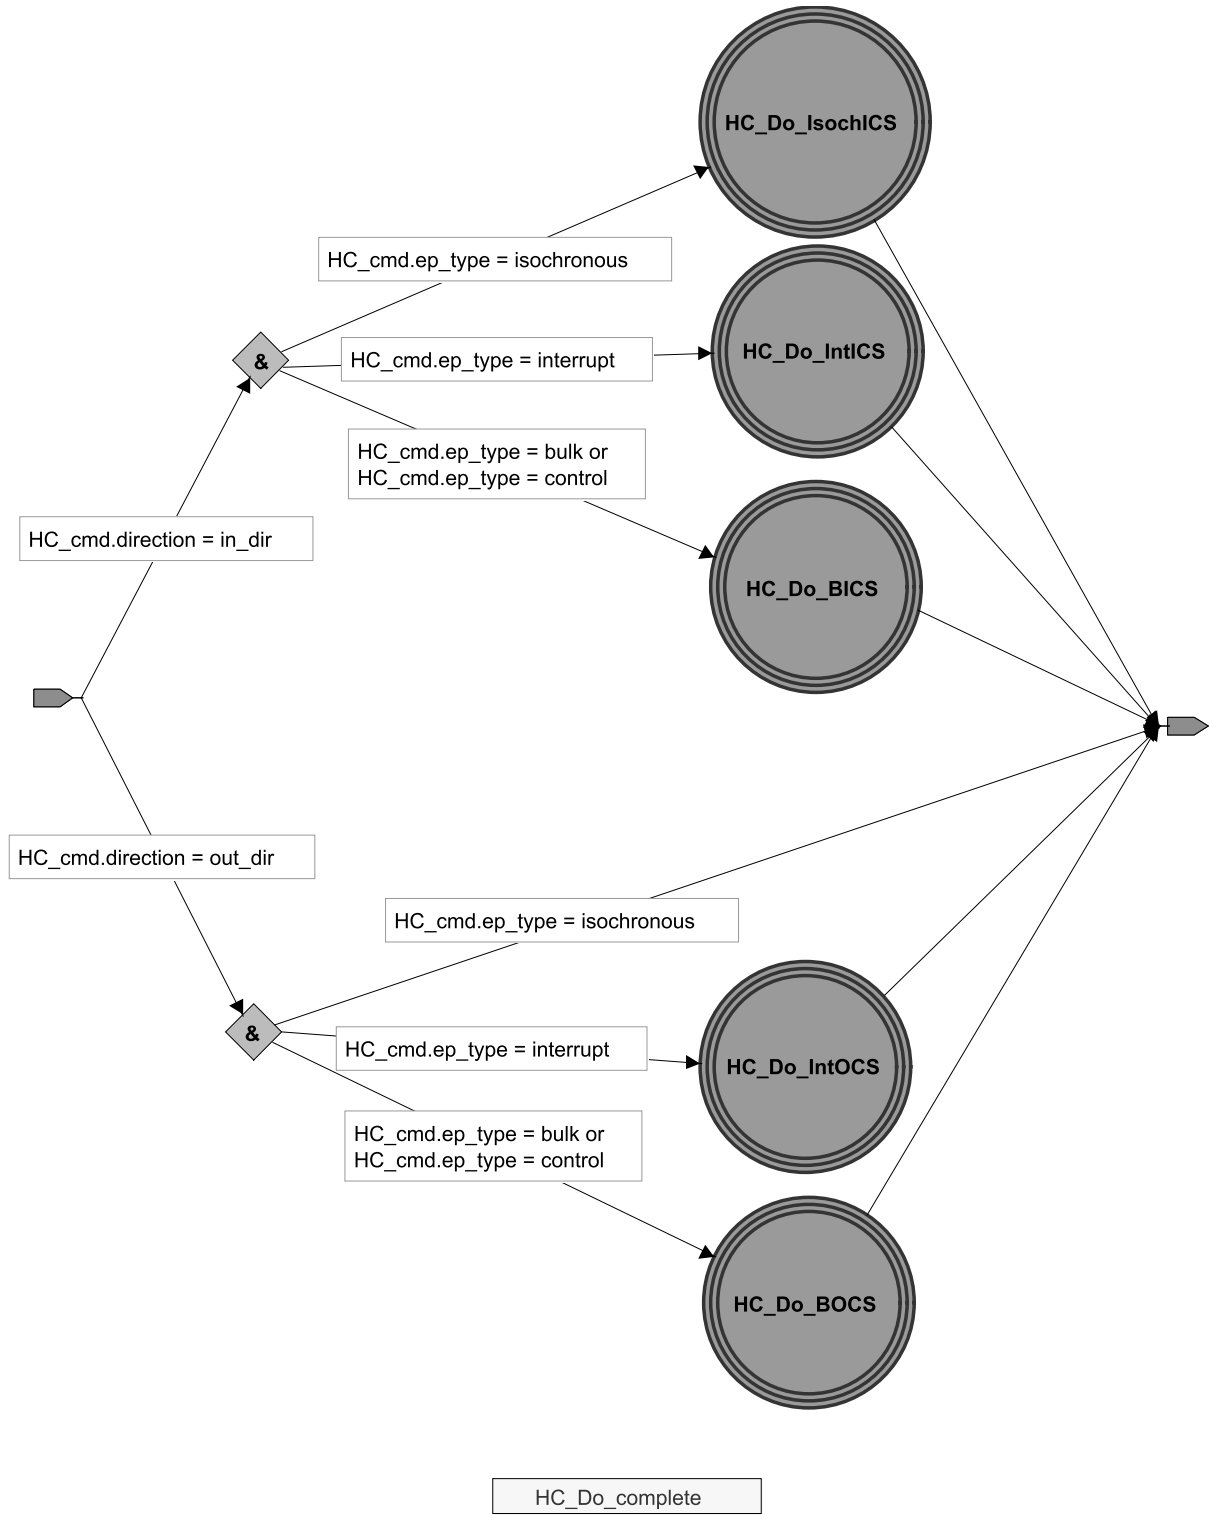 HC_Do_IsochICS
HC_cmd.ep_type = isochronous
HC_Do_IntICS
&
HC_cmd.ep_type = interrupt
HC_cmd.ep_type = bulk or
HC_cmd.ep_type = control
HC_cmd.direction = in_dir
HC_Do_BICS
HC_cmd.direction = out_dir
HC_cmd.ep_type = isochronous
&
HC_cmd.ep_type = interrupt
HC_Do_IntOCS
HC_cmd.ep_type = bulk or
HC_cmd.ep_type = control
HC_Do_BOCS
HC_Do_complete